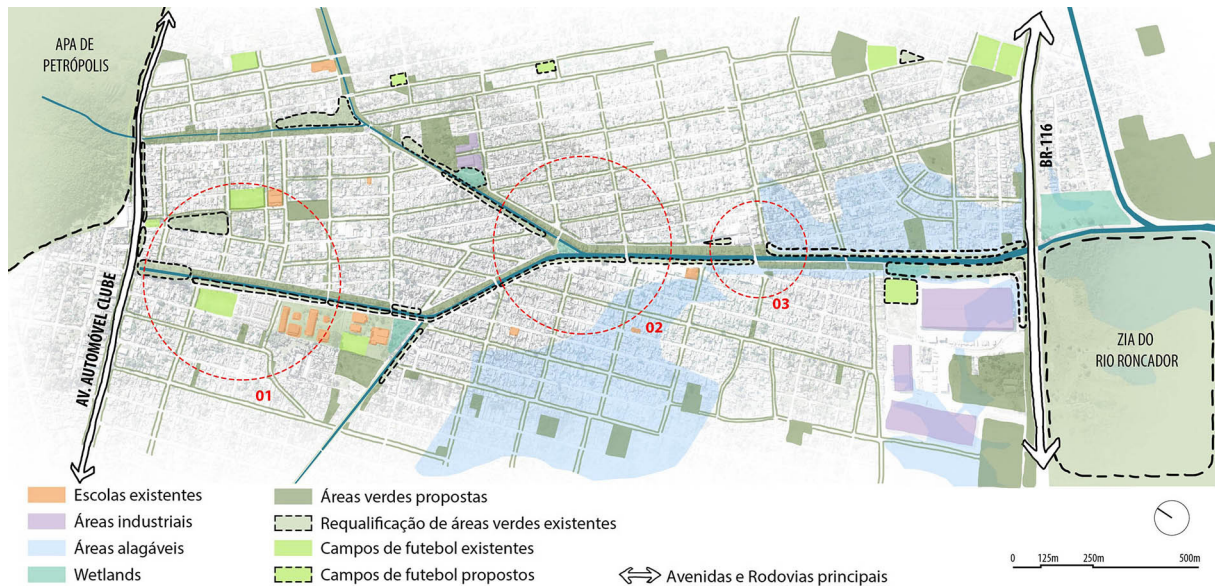 APA DE
PETRÓPOLIS
AV. AUTOMÓVEL CLUBE
BR-116
ZIA DO
RIO RONCADOR
01
02
03
Escolas existentes
Áreas industriais
Áreas alagáveis
Wetlands
Áreas verdes propostas
Requalificação de áreas verdes existentes
Campos de futebol existentes
Campos de futebol propostos
Avenidas e Rodovias principais
0 125m 250m 500m